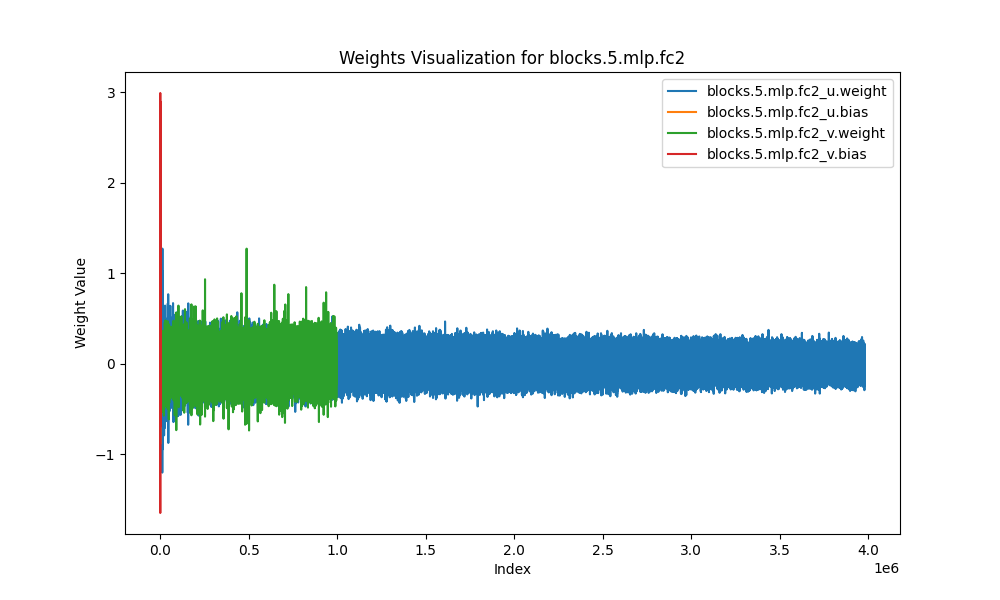 Weights Visualization for blocks.5.mlp.fc2
blocks.5.mlp.fc2_u.weight
blocks.5.mlp.fc2_u.bias
blocks.5.mlp.fc2_v.weight
blocks.5.mlp.fc2_v.bias
Weight Value
3
2
1
0
−1
0.0 0.5 1.0 1.5 2.0 2.5 3.0 3.5 4.0
1e6
Index